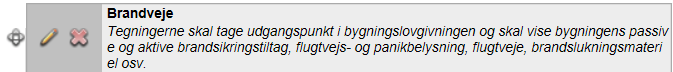 Brandveje
Tegningerne skal tage udgangspunkt i bygningslovgivningen og skal vise bygningens passiv
e og aktive brandsikringstiltag, flugtvejs- og panikbelysning, flugtveje, brandslukningsmateri
el osv.